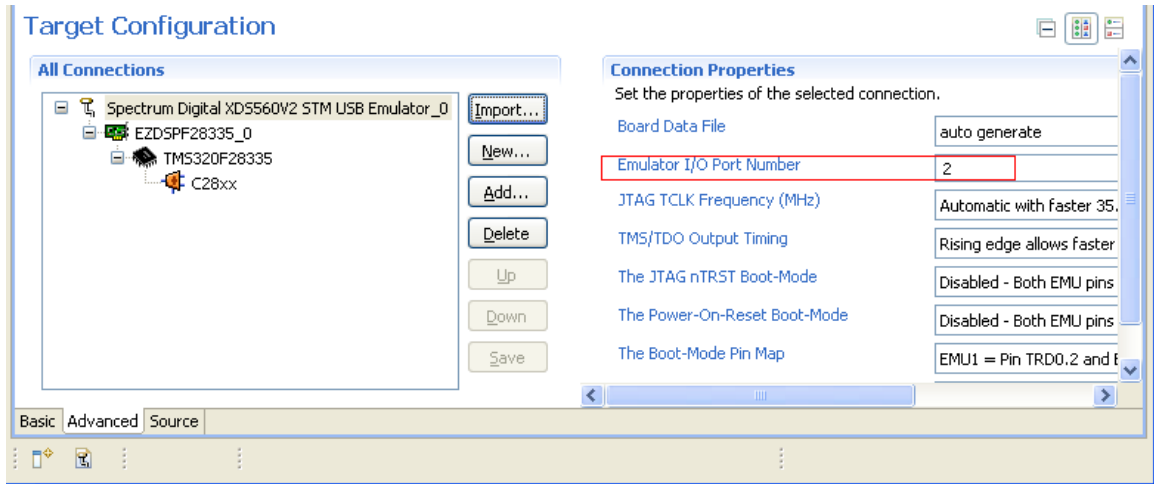 Target Configuration
All Connections
Spectrum Digital XDS560V2 STM USB Emulator_0
EZDSPF28335_0
TMS320F28335
C28xx
Import...
New...
Add...
Delete
Up
Down
Save
Connection Properties
Set the properties of the selected connection.
Board Data File
auto generate
Emulator I/O Port Number
2
JTAG TCLK Frequency (MHz)
Automatic with faster 35.
TMS/TDO Output Timing
Rising edge allows faster
The JTAG nTRST Boot-Mode
Disabled - Both EMU pins
The Power-On-Reset Boot-Mode
Disabled - Both EMU pins
The Boot-Mode Pin Map
EMU1 = Pin TRD0.2 and
Basic Advanced Source